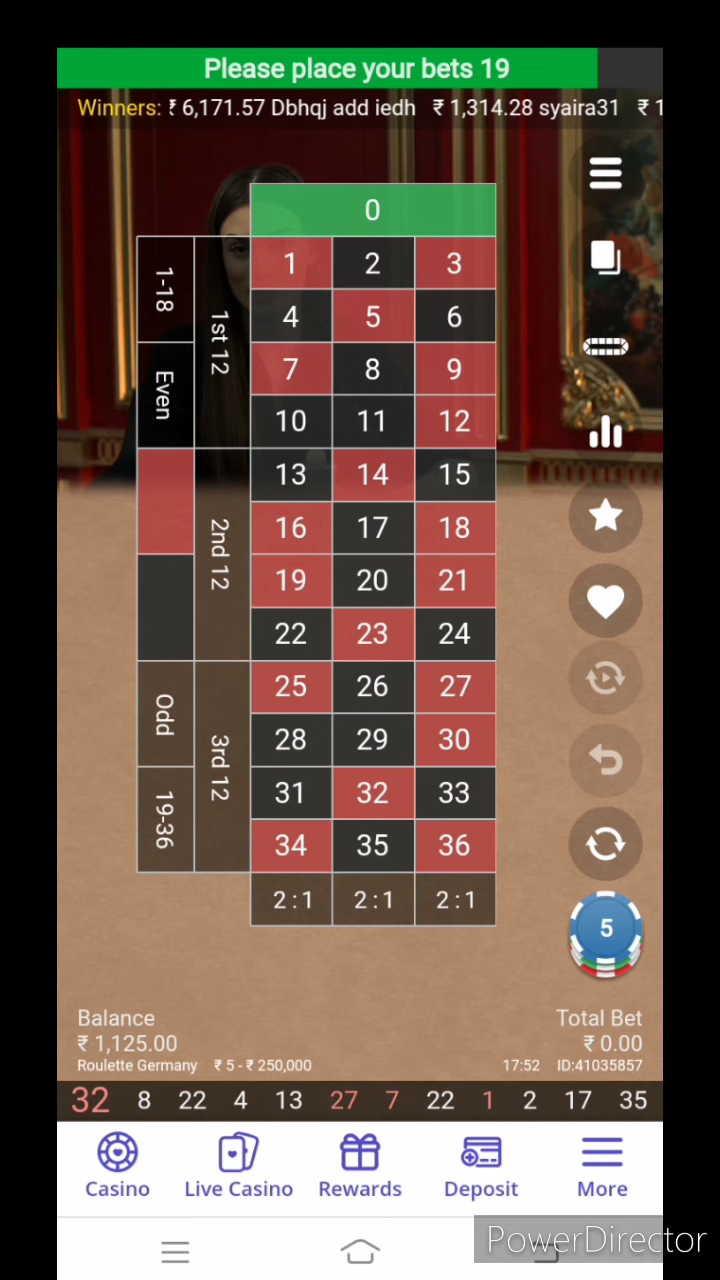 Please place your bets 19
Winners: ₹ 6,171.57 Dbhqj add iedh ₹ 1,314.28 syaira31 ₹ 1
0
1-18 1st 12 1 2 3
4 5 6
Even 7 8 9
10 11 12
2nd 12 13 14 15
16 17 18
19 20 21
22 23 24
Odd 3rd 12 25 26 27
28 29 30
19-36 31 32 33
34 35 36
2 : 1 2 : 1 2 : 1
5
Balance Total Bet
₹ 1,125.00 ₹ 0.00
Roulette Germany ₹ 5 - ₹ 250,000 17:52 ID:41035857
32 8 22 4 13 27 7 22 1 2 17 35
Casino Live Casino Rewards Deposit More
PowerDirector